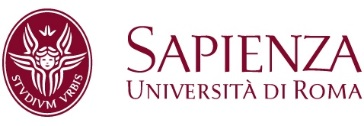 STVDIVM VRBIS
SAPIENZA
UNIVERSITÀ DI ROMA